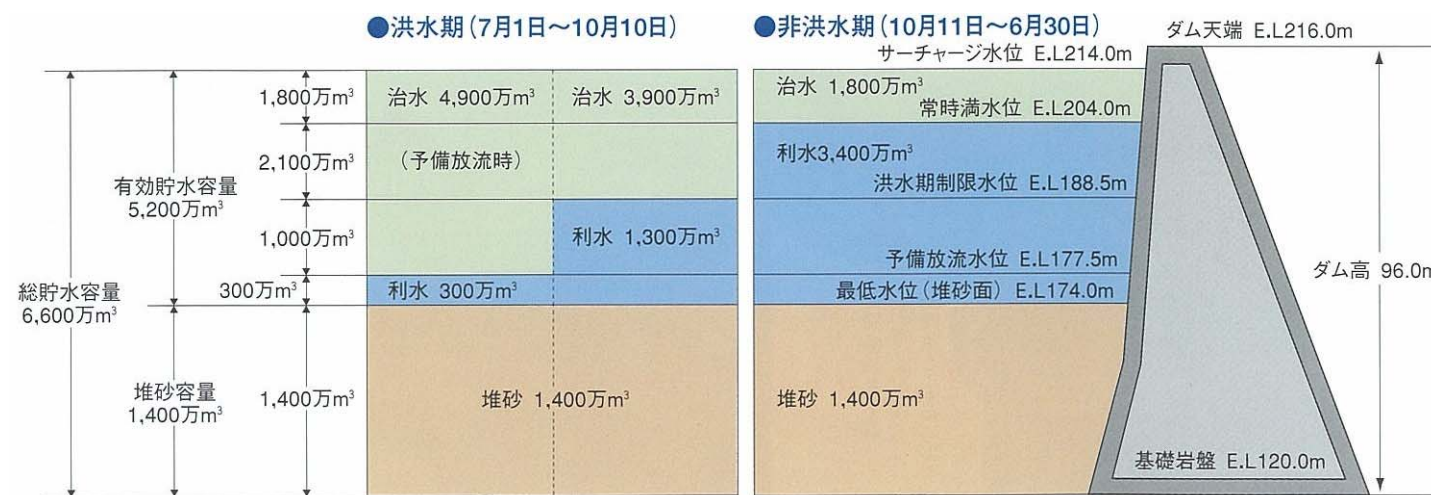 ●洪水期(7月1日～10月10日)
●非洪水期(10月11日～6月30日)
ダム天端 E.L216.0m
サーチャージ水位 E.L214.0m
1,800万m³
治水 4,900万m³
治水 3,900万m³
治水 1,800万m³
常時満水位 E.L204.0m
2,100万m³
(予備放流時)
利水3,400万m³
洪水期制限水位 E.L188.5m
有効貯水容量
5,200万m³
1,000万m³
利水 1,300万m³
予備放流水位 E.L177.5m
ダム高 96.0m
総貯水容量
6,600万m³
300万m³
利水 300万m³
最低水位(堆砂面) E.L174.0m
堆砂容量
1,400万m³
1,400万m³
堆砂 1,400万m³
堆砂 1,400万m³
基礎岩盤 E.L120.0m